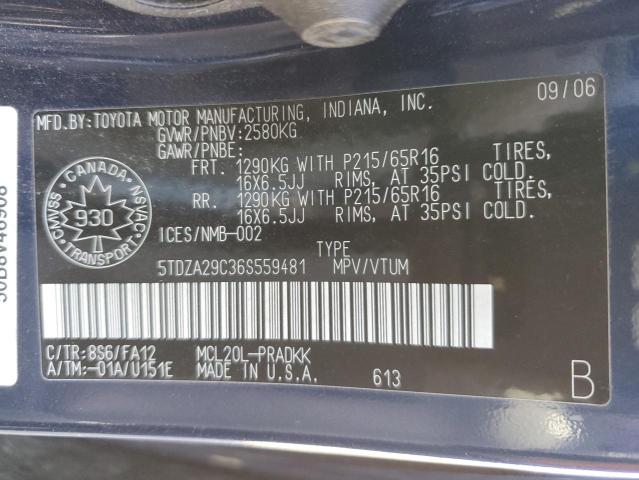 MFD.BY:TOYOTA MOTOR MANUFACTURING, INDIANA, INC. 09/06
GVWR/PNBV:2580KG
GAWR/PNBE:
FRT. 1290KG WITH P215/65R16 TIRES,
16X6.5JJ RIMS, AT 35PSI COLD.
RR. 1290KG WITH P215/65R16 TIRES,
16X6.5JJ RIMS, AT 35PSI COLD.
ICES/NMB-002
CANADA
CMVSS 930 NSVAC
TRANSPORT
TYPE
5TDZA29C36S559481 MPV/VTUM
C/TR:8S6/FA12 MCL20L-PRADKK
A/TM:-01A/U151E MADE IN U.S.A. 613
B